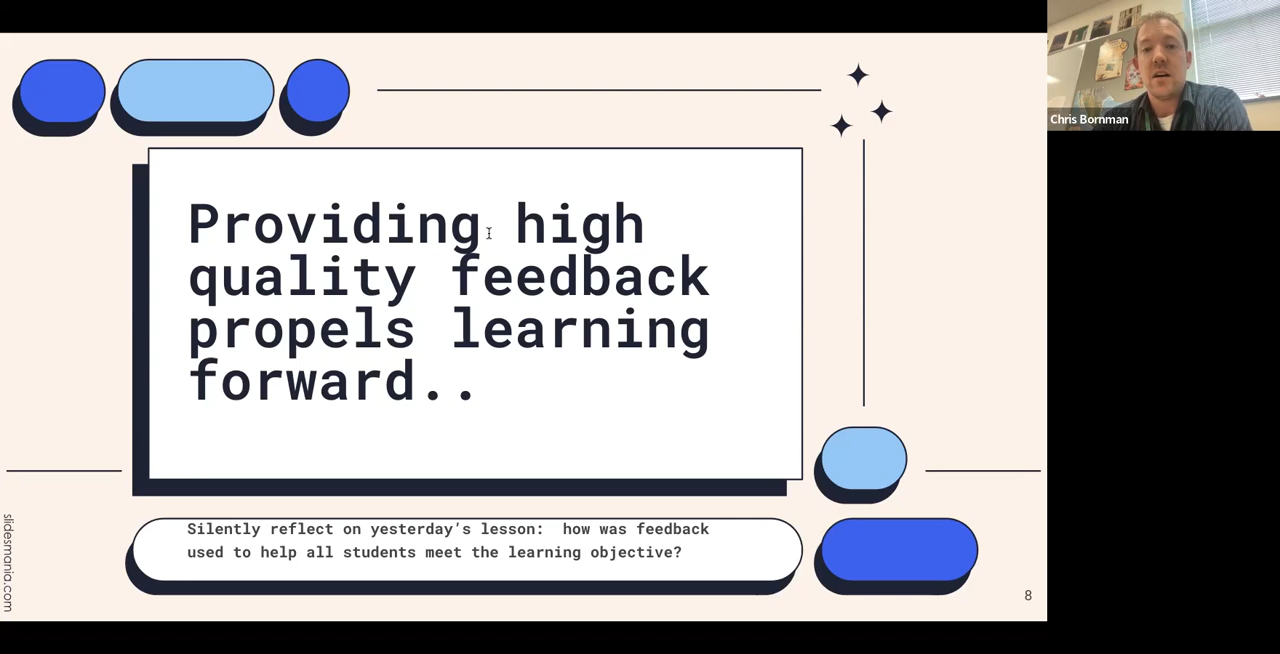 Providing high
quality feedback
propels learning
forward..
Silently reflect on yesterday's lesson:  how was feedback
used to help all students meet the learning objective?
8
slidesmania.com
Chris Bornman